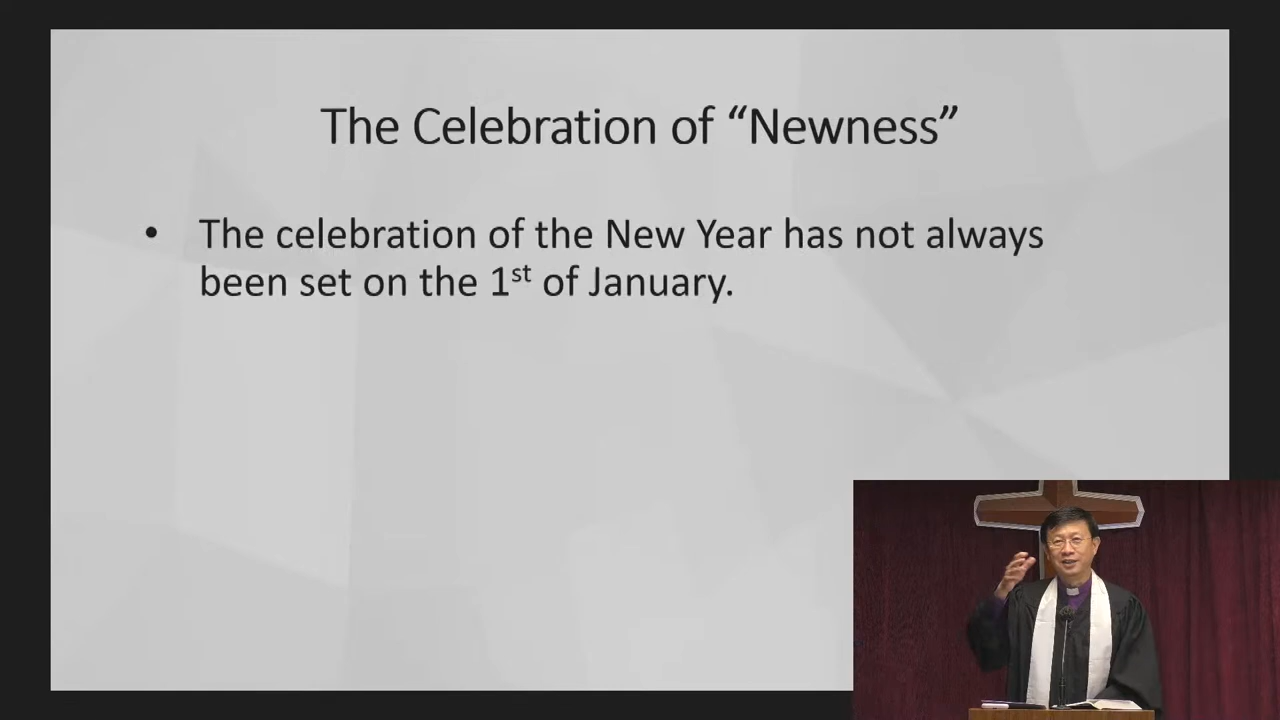 The Celebration of “Newness”
• The celebration of the New Year has not always
been set on the 1st of January.